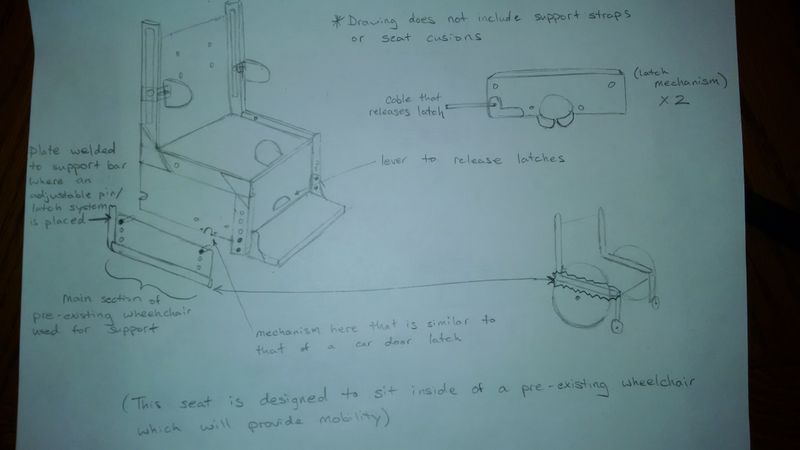 * Drawing does not include support straps
or seat cusions
(latch
mechanism)
x 2
Cable that
releases latch
Plate welded
to support bar
where an
adjustable pin/
latch system
is placed
lever to release latches
Main section of
pre-existing wheehchair
used for support
mechanism here that is similar to
that of a car door latch
(This seat is designed to sit inside of a pre-existing wheelchair
which will provide mobility)